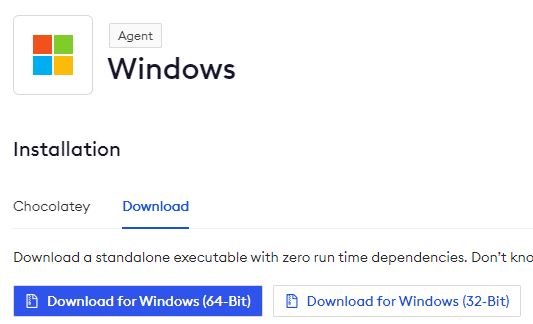 Agent
Windows
Installation
Chocolatey Download
Download a standalone executable with zero run time dependencies. Don't
Download for Windows (64-Bit) Download for Windows (32-Bit)